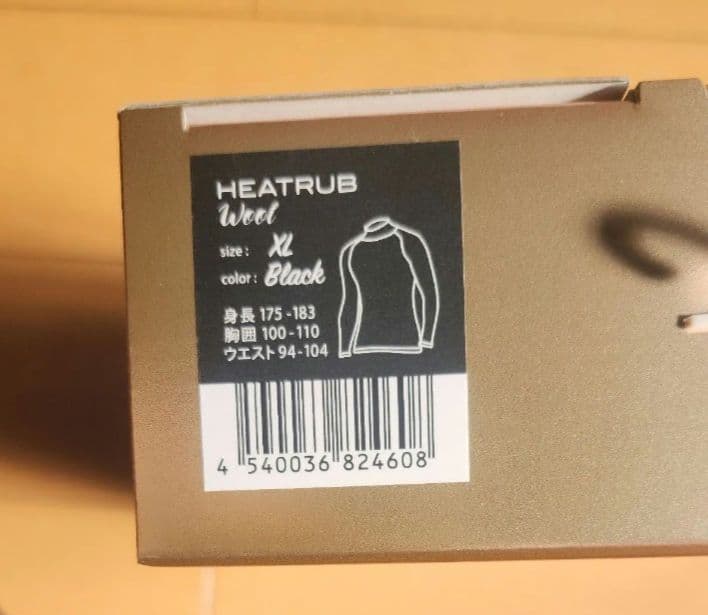 HEATRUB
Wool
size : XL
color : Black
身長 175 - 183
胸囲 100 - 110
ウエスト 94 - 104
4 540036 824608